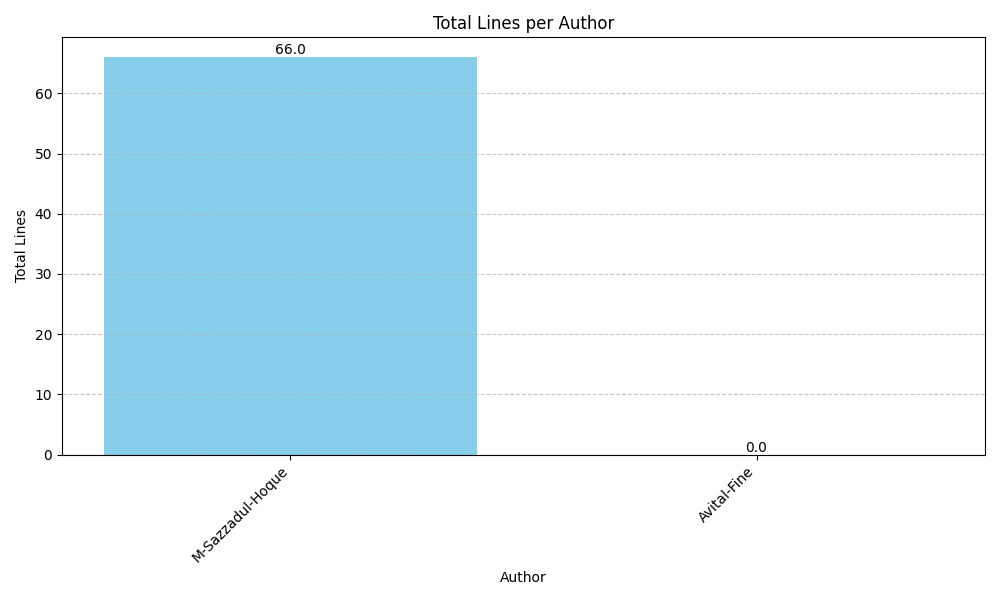 Total Lines per Author
66.0
0.0
60
50
40
30
20
10
0
Total Lines
M-Sazzadul-Hoque
Avital-Fine
Author